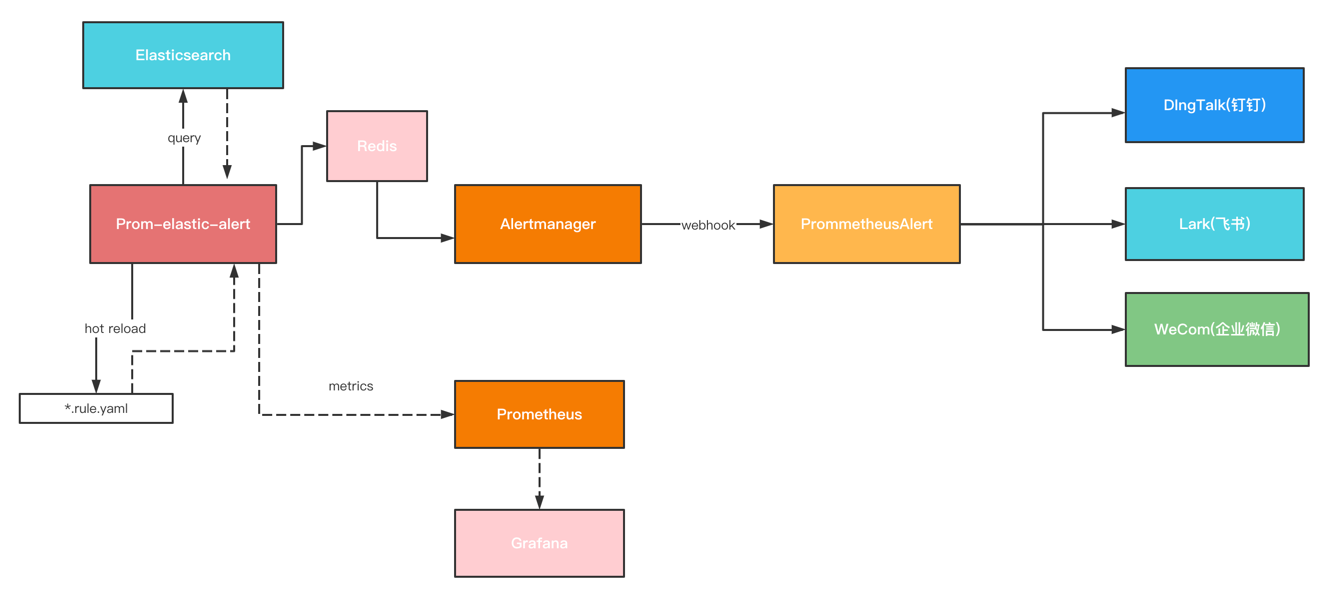 Elasticsearch
DIngTalk(钉钉)
query
Redis
Prom-elastic-alert
Alertmanager
webhook
PrommetheusAlert
Lark(飞书)
hot reload
WeCom(企业微信)
metrics
*.rule.yaml
Prometheus
Grafana